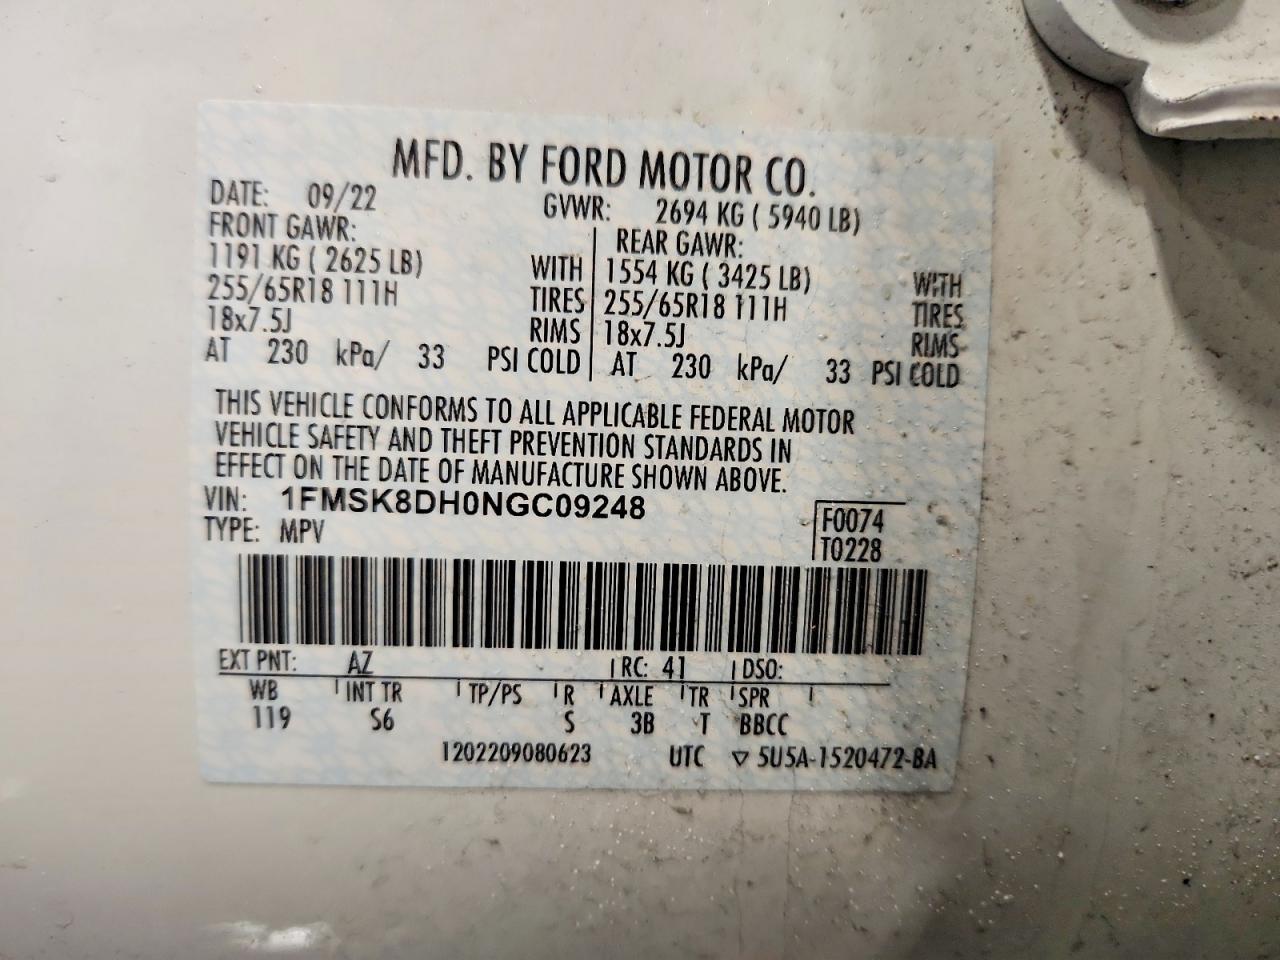 MFD. BY FORD MOTOR CO.
DATE: 09/22 GVWR: 2694 KG ( 5940 LB)
FRONT GAWR: REAR GAWR:
1191 KG ( 2625 LB) WITH 1554 KG ( 3425 LB) WITH
255/65R18 111H TIRES 255/65R18 111H TIRES
18x7.5J RIMS 18x7.5J RIMS
AT 230 kPa/ 33 PSI COLD AT 230 kPa/ 33 PSI COLD
THIS VEHICLE CONFORMS TO ALL APPLICABLE FEDERAL MOTOR
VEHICLE SAFETY AND THEFT PREVENTION STANDARDS IN
EFFECT ON THE DATE OF MANUFACTURE SHOWN ABOVE.
VIN: 1FMSK8DH0NGC09248 F0074
TYPE: MPV T0228
EXT PNT: AZ RC: 41 DSO:
WB INT TR TP/PS R AXLE TR SPR
119 S6 S 3B T BBCC
1202209080623 UTC ▽ 5U5A-1520472-BA